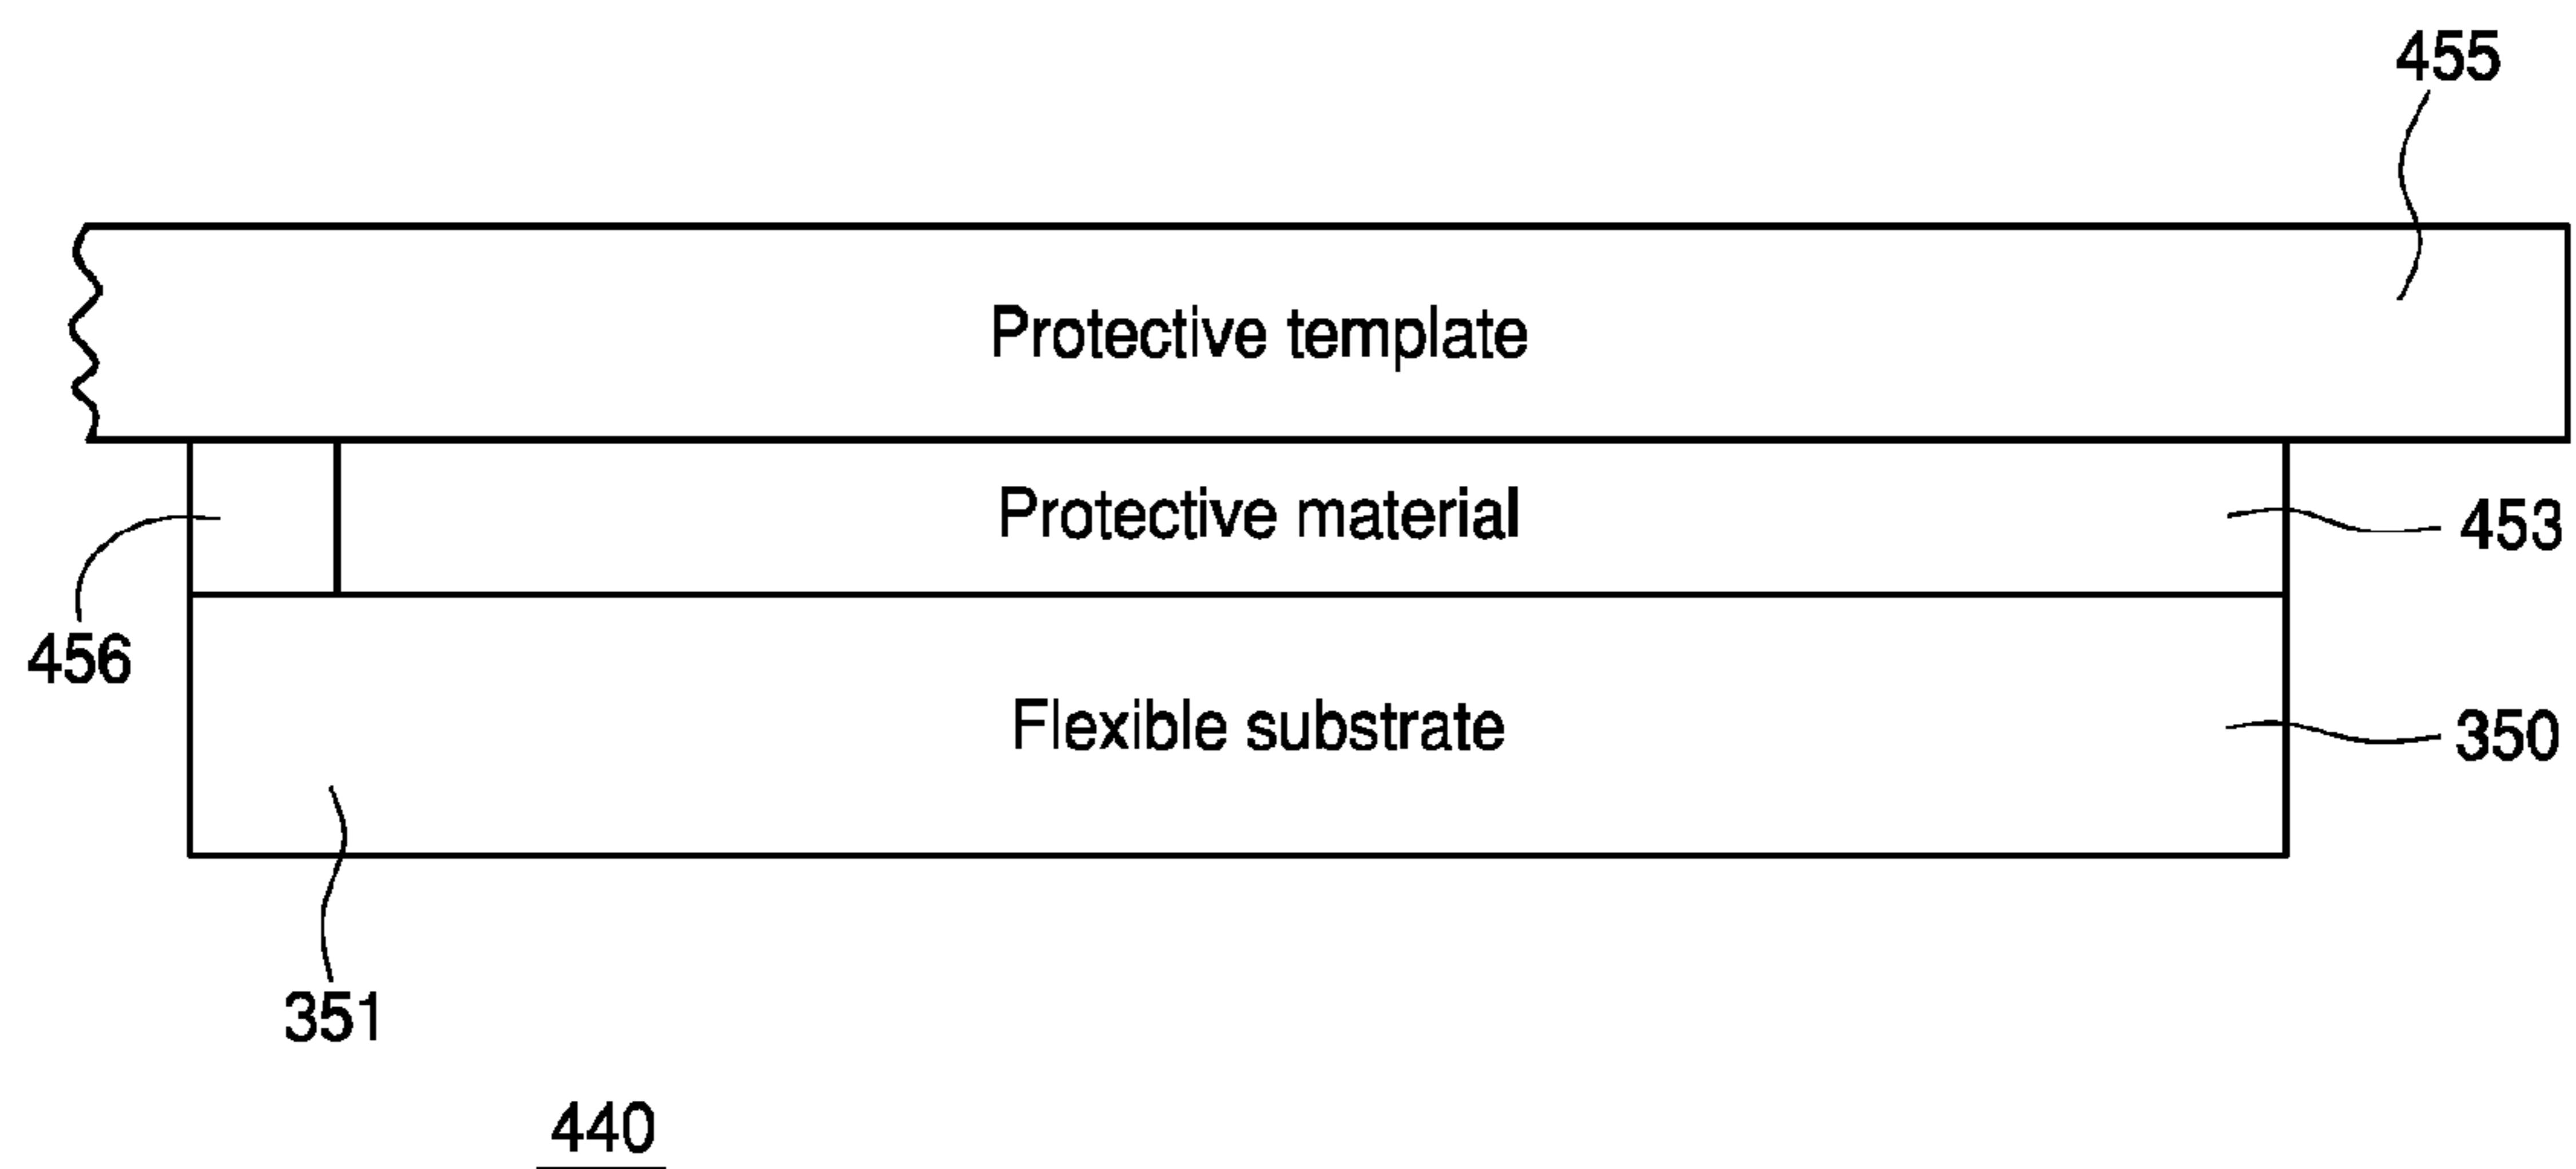 455
Protective template
Protective material
453
456
Flexible substrate
350
351
440